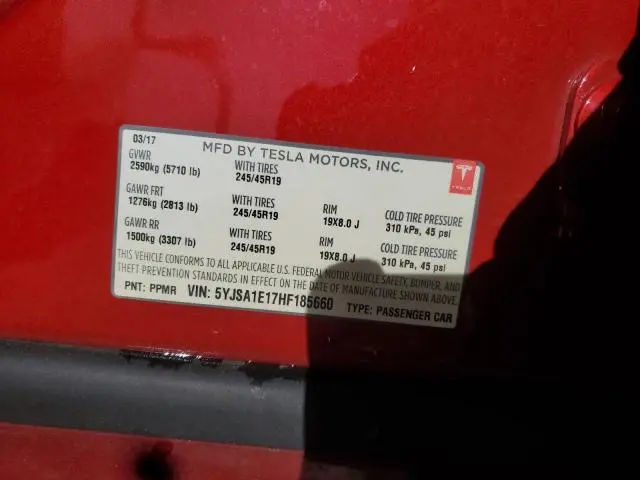 03/17
MFD BY TESLA MOTORS, INC.
GVWR
2590kg (5710 lb)
WITH TIRES
245/45R19
TESLA
GAWR FRT
1276kg (2813 lb)
WITH TIRES
245/45R19
RIM
19X8.0 J
COLD TIRE PRESSURE
310 kPa, 45 psi
GAWR RR
1500kg (3307 lb)
WITH TIRES
245/45R19
RIM
19X8.0 J
COLD TIRE PRESSURE
310 kPa, 45 psi
THIS VEHICLE CONFORMS TO ALL APPLICABLE U.S. FEDERAL MOTOR VEHICLE SAFETY, BUMPER, AND
THEFT PREVENTION STANDARDS IN EFFECT ON THE DATE OF MANUFACTURE SHOWN ABOVE.
PNT: PPMR VIN: 5YJSA1E17HF185660 TYPE: PASSENGER CAR